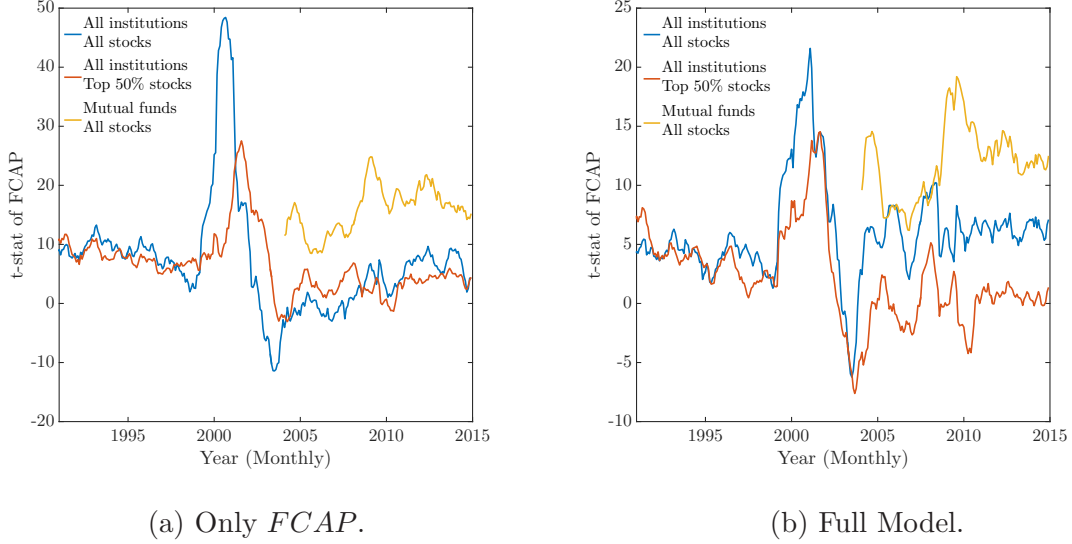 50
40
30
20
10
0
-10
-20
t-stat of FCAP
All institutions
All stocks
All institutions
Top 50% stocks
Mutual funds
All stocks
1995
2000
2005
2010
2015
Year (Monthly)
(a) Only FCAP.
25
20
15
10
5
0
-5
-10
t-stat of FCAP
All institutions
All stocks
All institutions
Top 50% stocks
Mutual funds
All stocks
1995
2000
2005
2010
2015
Year (Monthly)
(b) Full Model.